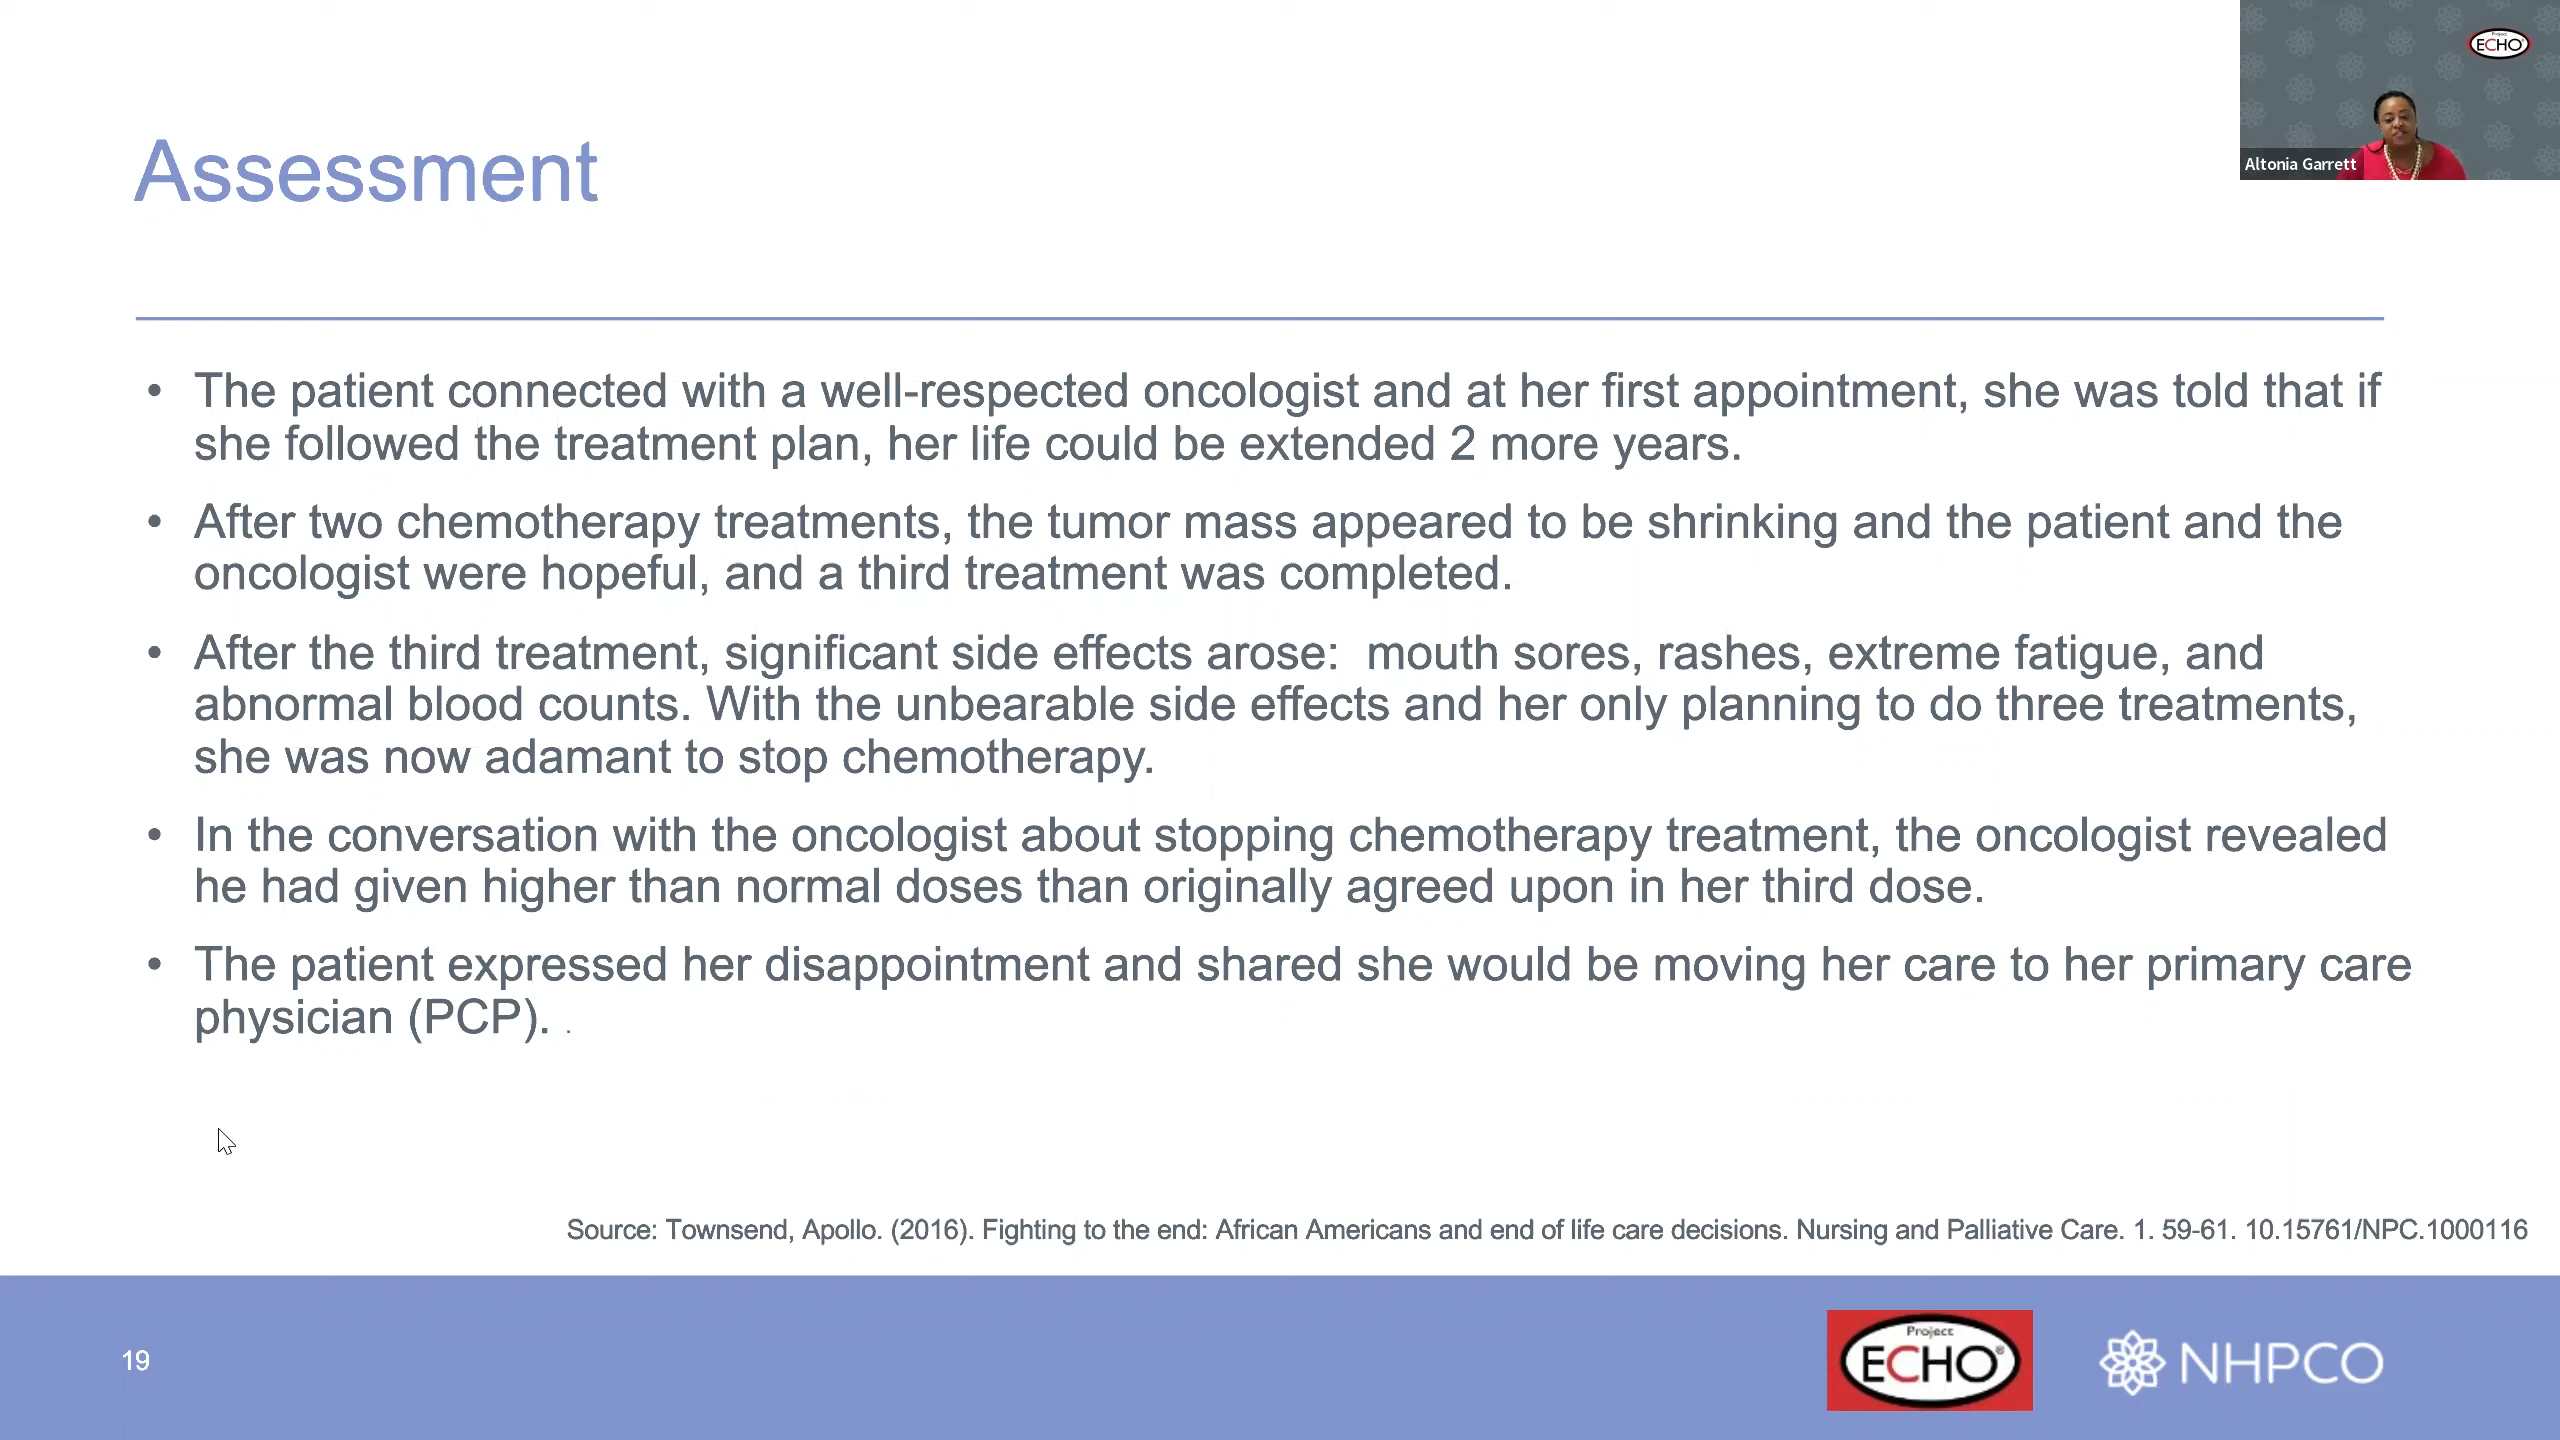 Project
ECHO
Altonia Garrett
Assessment
• The patient connected with a well-respected oncologist and at her first appointment, she was told that if
she followed the treatment plan, her life could be extended 2 more years.
• After two chemotherapy treatments, the tumor mass appeared to be shrinking and the patient and the
oncologist were hopeful, and a third treatment was completed.
• After the third treatment, significant side effects arose:  mouth sores, rashes, extreme fatigue, and
abnormal blood counts. With the unbearable side effects and her only planning to do three treatments,
she was now adamant to stop chemotherapy.
• In the conversation with the oncologist about stopping chemotherapy treatment, the oncologist revealed
he had given higher than normal doses than originally agreed upon in her third dose.
• The patient expressed her disappointment and shared she would be moving her care to her primary care
physician (PCP). .
Source: Townsend, Apollo. (2016). Fighting to the end: African Americans and end of life care decisions. Nursing and Palliative Care. 1. 59-61. 10.15761/NPC.1000116
19
Project
ECHO®
NHPCO